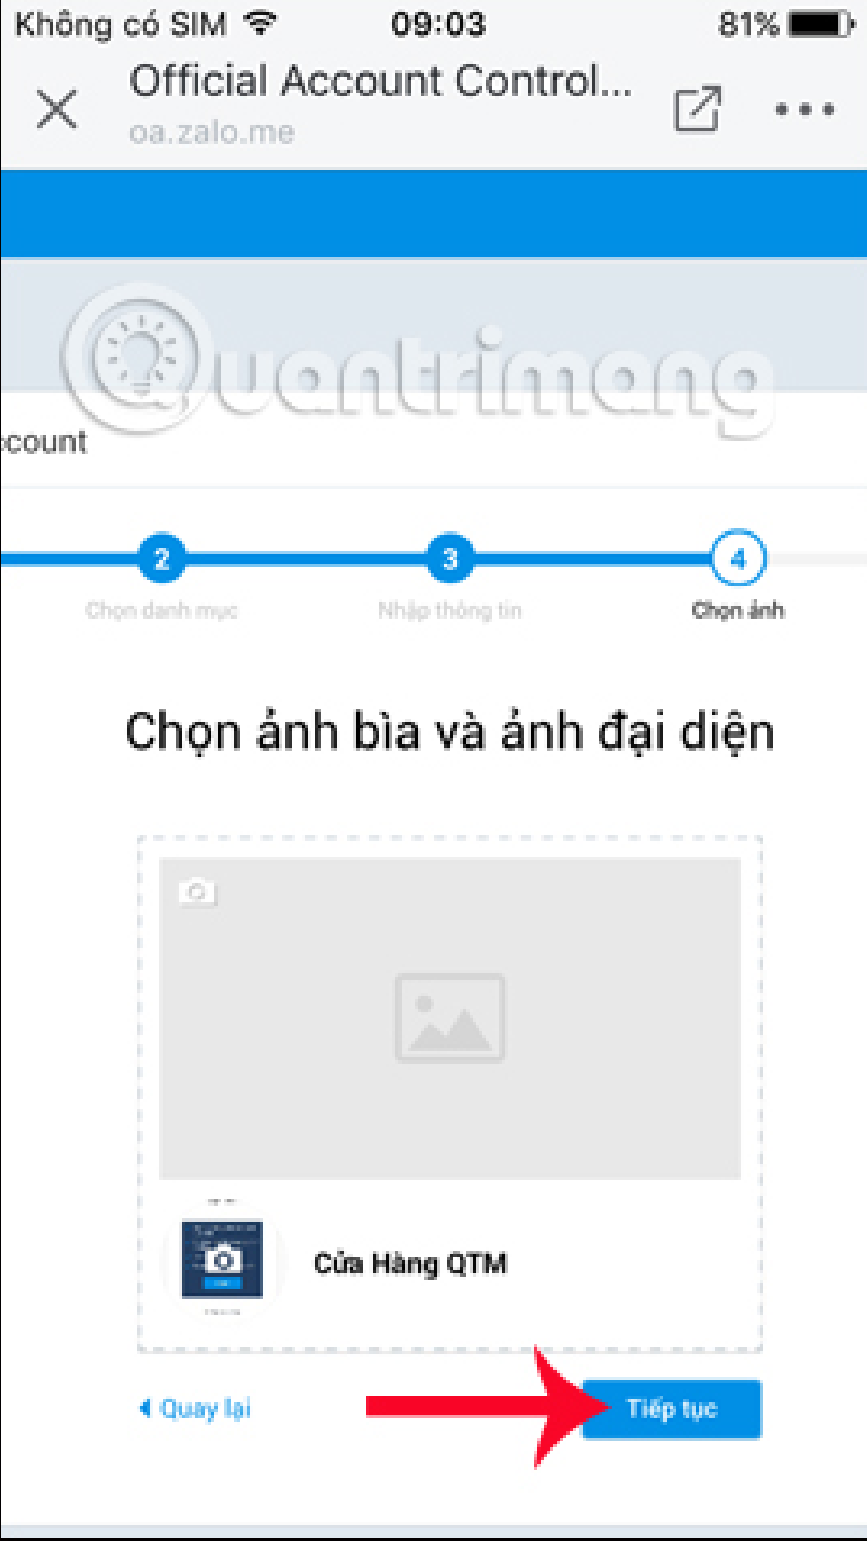 Không có SIM 09:03 81%
Official Account Control...
oa.zalo.me
Quantrimang
ccount
2 3 4
Chọn danh mục Nhập thông tin Chọn ảnh
Chọn ảnh bìa và ảnh đại diện
Cửa Hàng QTM
Quay lại Tiếp tục